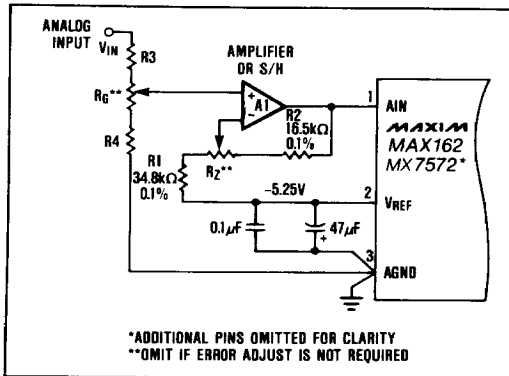 ANALOG
INPUT
VIN
R3
AMPLIFIER
OR S/H
RG**
+
A1
−
R2
16.5kΩ
0.1%
1
AIN
MAXIM
MAX162
MX7572*
R4
R1
34.8kΩ
0.1%
RZ**
-5.25V
2
VREF
0.1µF
47µF
+
3
AGND
*ADDITIONAL PINS OMITTED FOR CLARITY
**OMIT IF ERROR ADJUST IS NOT REQUIRED